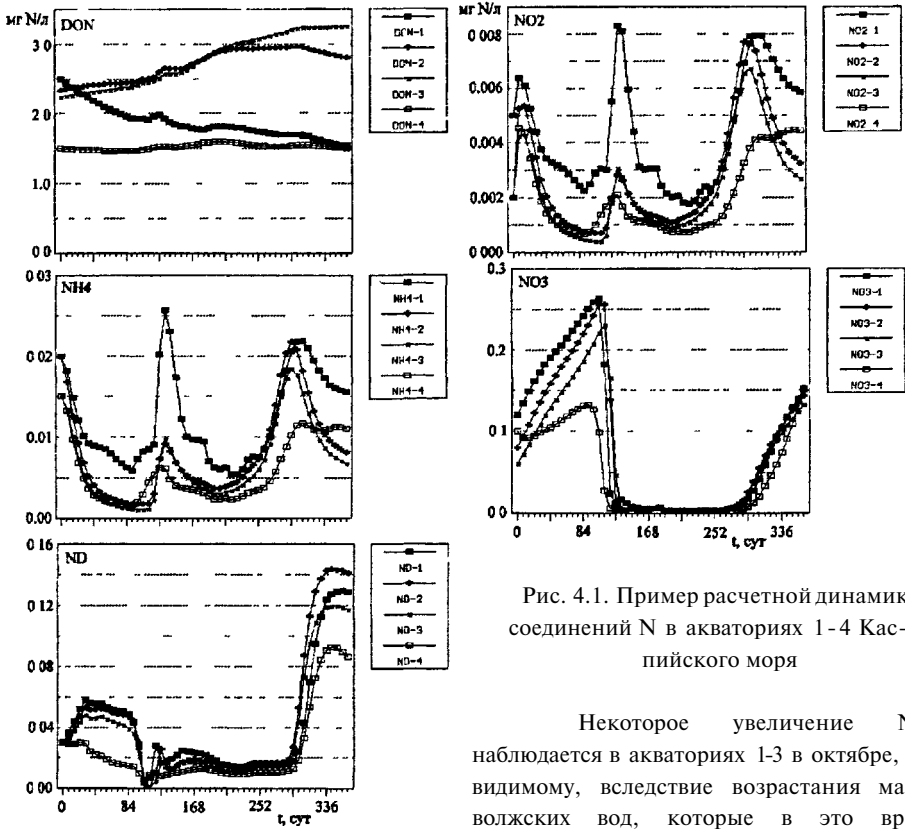 мг N/л
DON
3 0
2 0
1.0
0 0
DON-1
DON-2
DON-3
DON-4
NO2
0 008
0 006
0 004
0.002
0 000
NO2-1
NO2-2
NO2-3
NO2-4
NH4
0 03
0 02
0 01
0 00
NH4-1
NH4-2
NH4-3
NH4-4
NO3
0.3
0.2
0.1
0.0
0
84
168
252
336
t, сут
NO3-1
NO3-2
NO3-3
NO3-4
ND
0 16
0 12
0 08
0 04
0 00
0
84
168
252
336
t, сут
ND-1
ND-2
ND-3
ND-4
Рис. 4.1. Пример расчетной динамик
соединений N в акваториях 1-4 Кас-
пийского моря
Некоторое увеличение N
наблюдается в акваториях 1-3 в октябре,
видимому, вследствие возрастания ма
волжских вод, которые в это вр